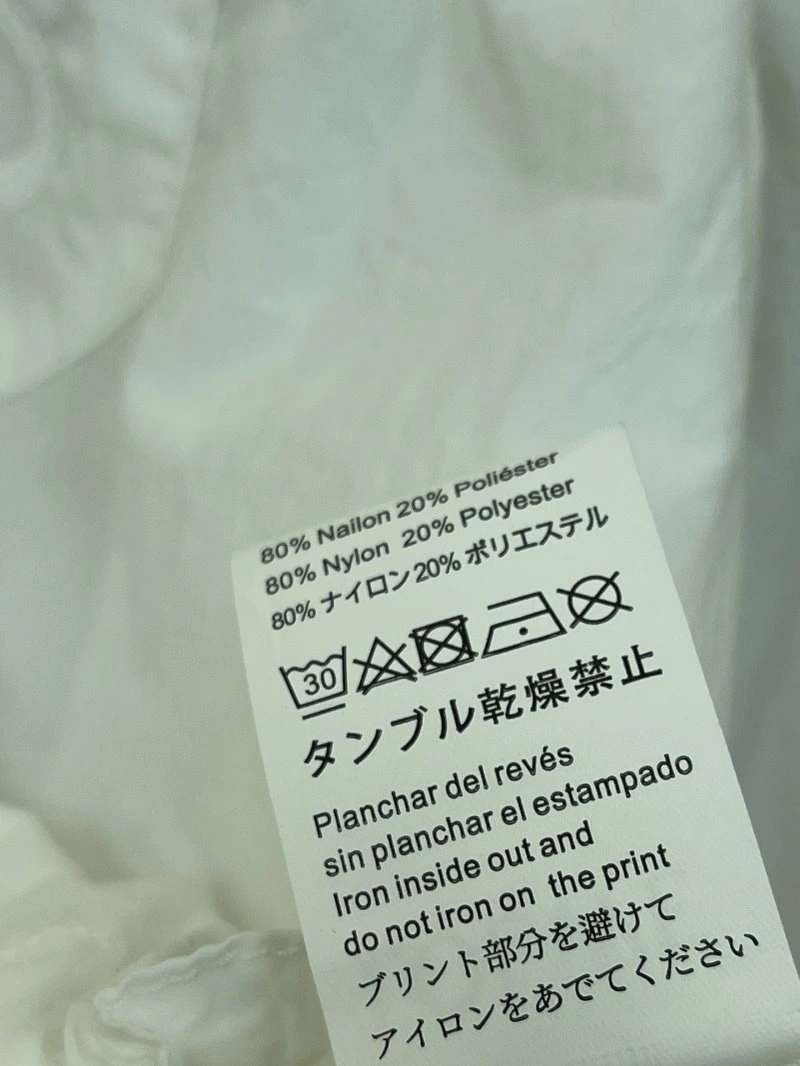 80% Nailon 20% Poliéster
80% Nylon 20% Polyester
80% ナイロン20% ポリエステル
30
タンブル乾燥禁止
Planchar del revés
sin planchar el estampado
Iron inside out and
do not iron on the print
プリント部分を避けて
アイロンをあでてください